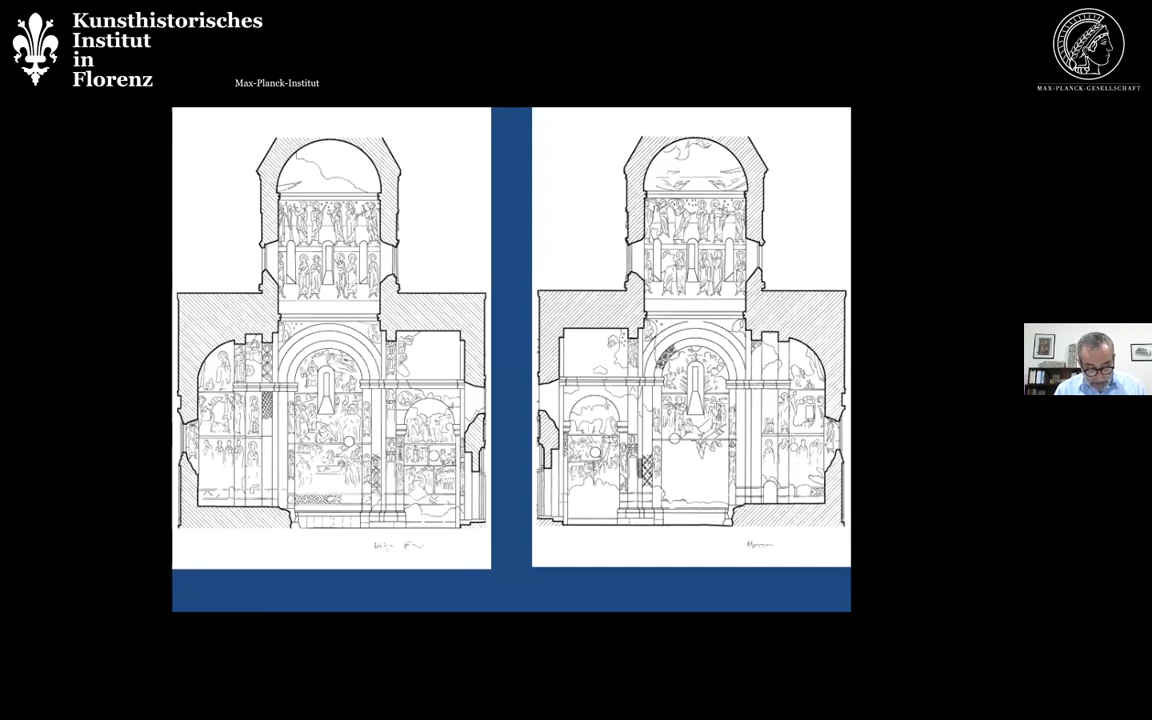 Kunsthistorisches
Institut
in
Florenz
Max-Planck-Institut
MAX-PLANCK-GESELLSCHAFT